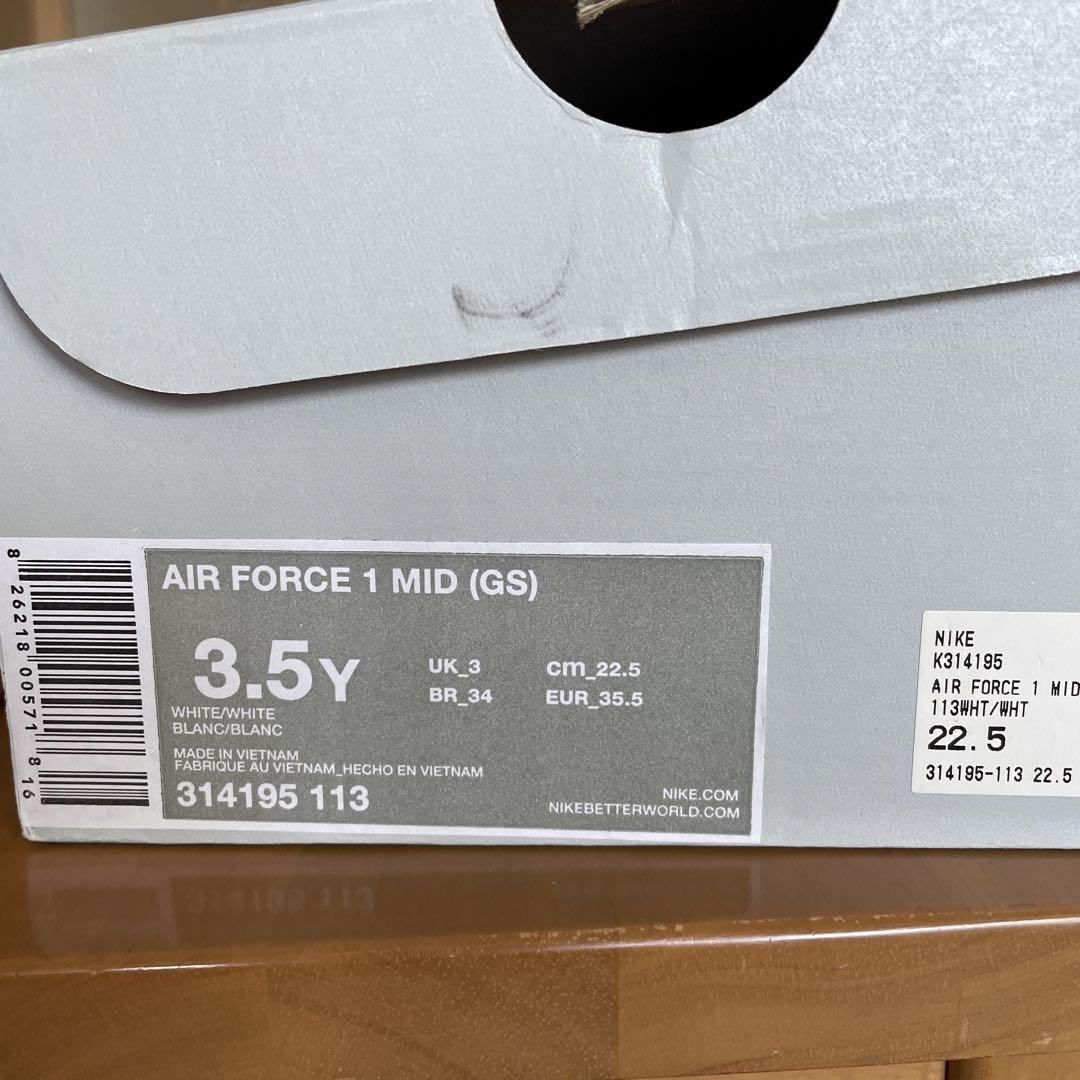 AIR FORCE 1 MID (GS)
3.5Y
UK_3
cm_22.5
BR_34
EUR_35.5
WHITE/WHITE
BLANC/BLANC
MADE IN VIETNAM
FABRIQUE AU VIETNAM_HECHO EN VIETNAM
314195 113
NIKE.COM
NIKEBETTERWORLD.COM
8 26218 00571 8 16
NIKE
K314195
AIR FORCE 1 MID
113WHT/WHT
22.5
314195-113 22.5